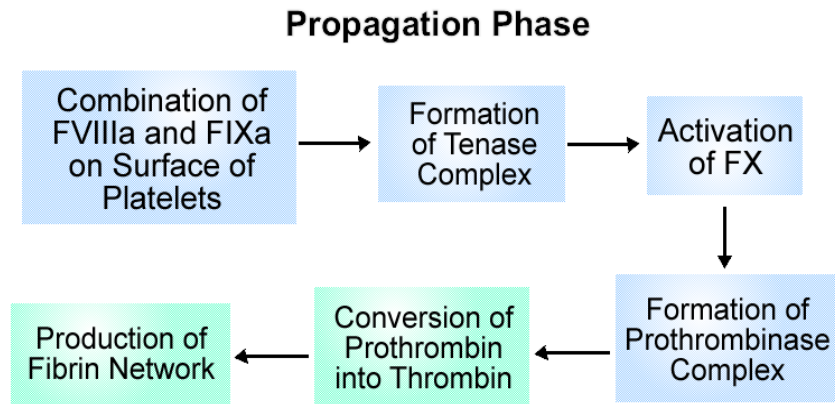 Propagation Phase
Combination of
FVIIIa and FIXa
on Surface of
Platelets
Formation
of Tenase
Complex
Activation
of FX
Formation of
Prothrombinase
Complex
Conversion of
Prothrombin
into Thrombin
Production of
Fibrin Network